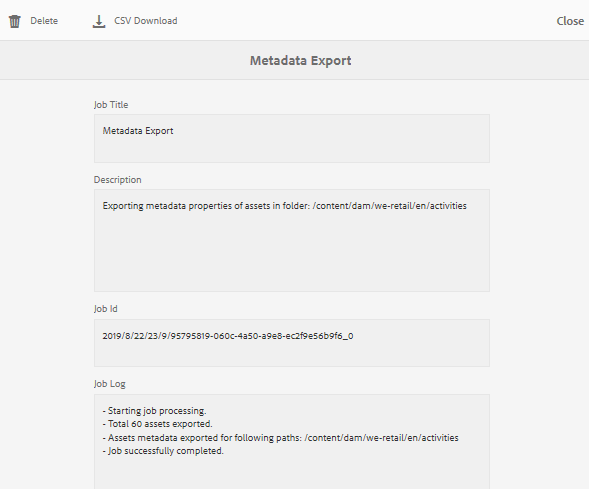 Delete CSV Download Close
Metadata Export
Job Title
Metadata Export
Description
Exporting metadata properties of assets in folder: /content/dam/we-retail/en/activities
Job Id
2019/8/22/23/9/95795819-060c-4a50-a9e8-ec2f9e56b9f6_0
Job Log
- Starting job processing.
- Total 60 assets exported.
- Assets metadata exported for following paths: /content/dam/we-retail/en/activities
- Job successfully completed.